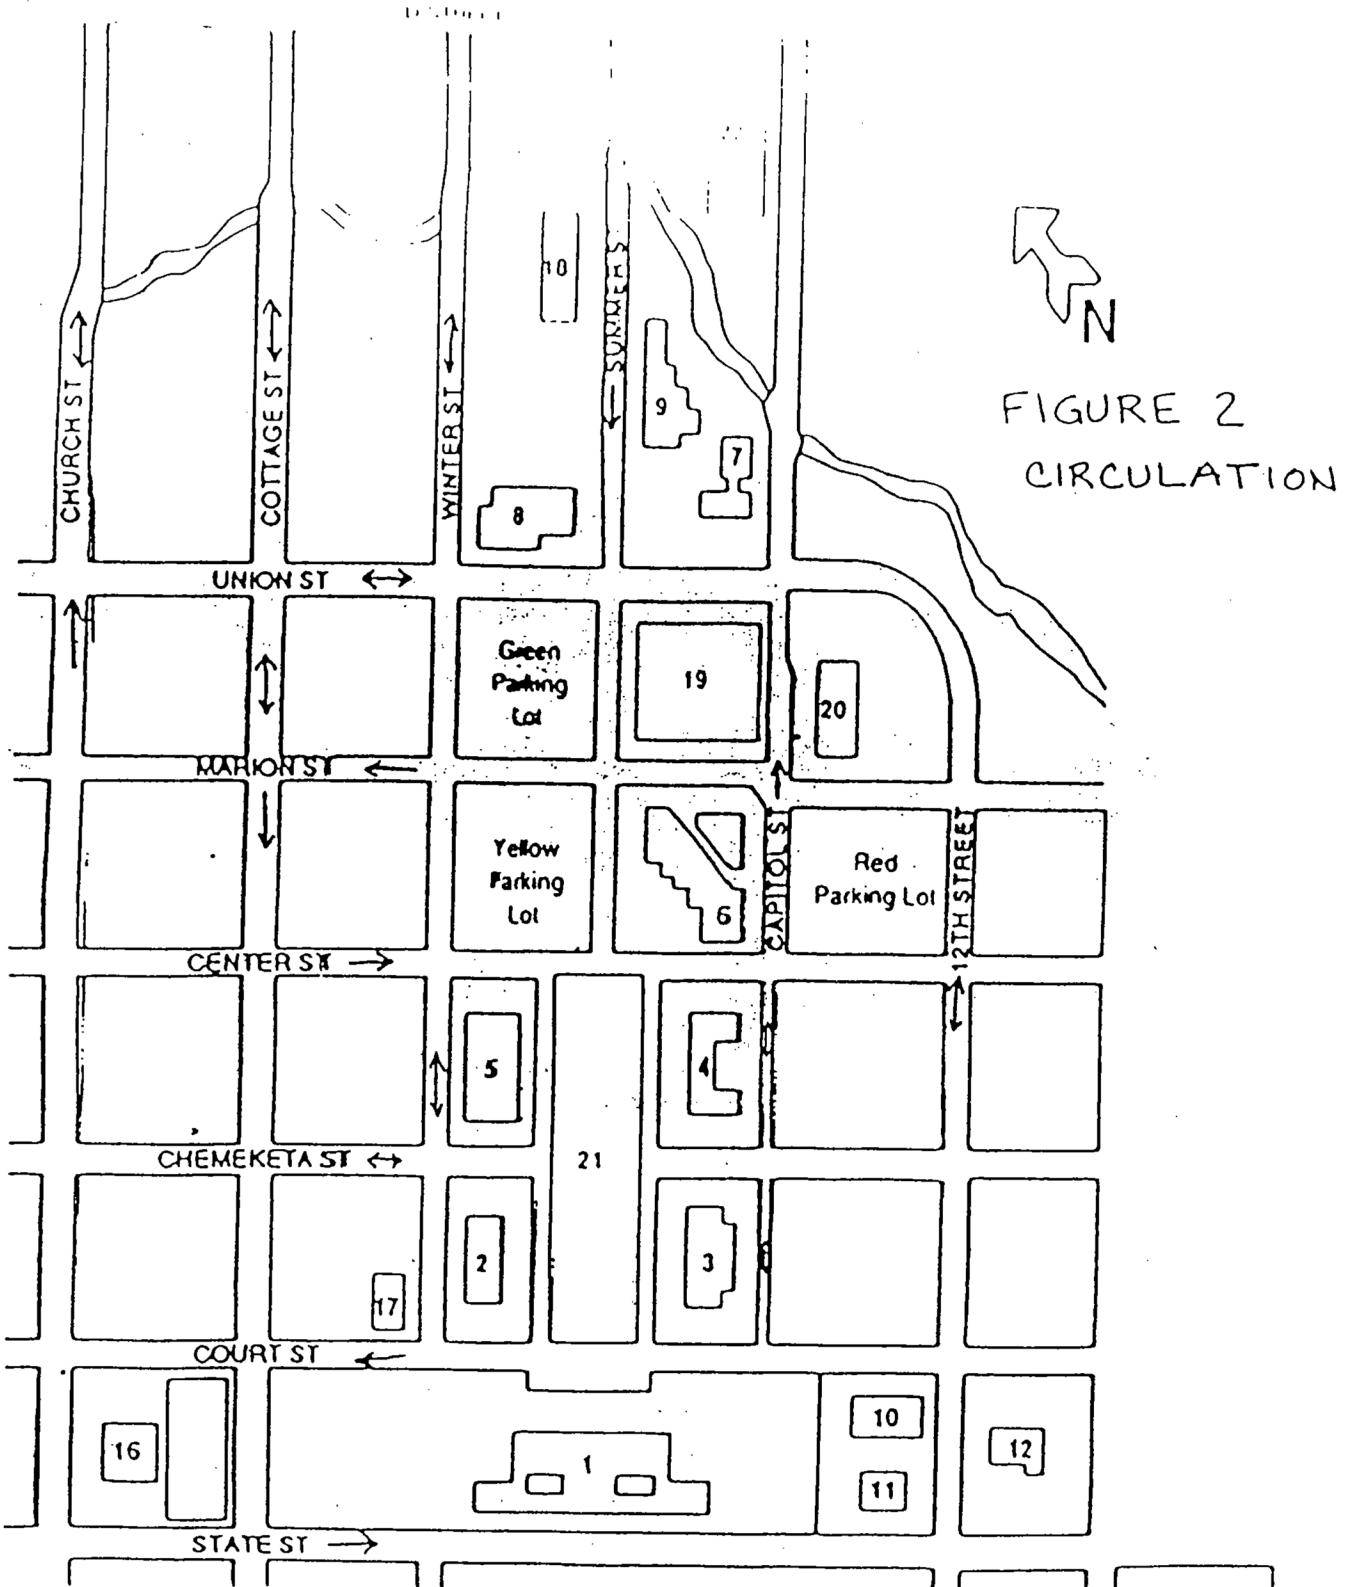 N
FIGURE 2
CIRCULATION
CHURCH ST
COTTAGE ST
WINTER ST
SUMMER S
18
9
7
8
UNION ST
Green
Parking
Lot
19
20
MARION ST
Yellow
Parking
Lot
6
CAPITOL ST
Red
Parking Lot
12TH STREET
CENTER ST
5
4
21
CHEMEKETA ST
2
3
17
COURT ST
16
1
10
11
12
STATE ST